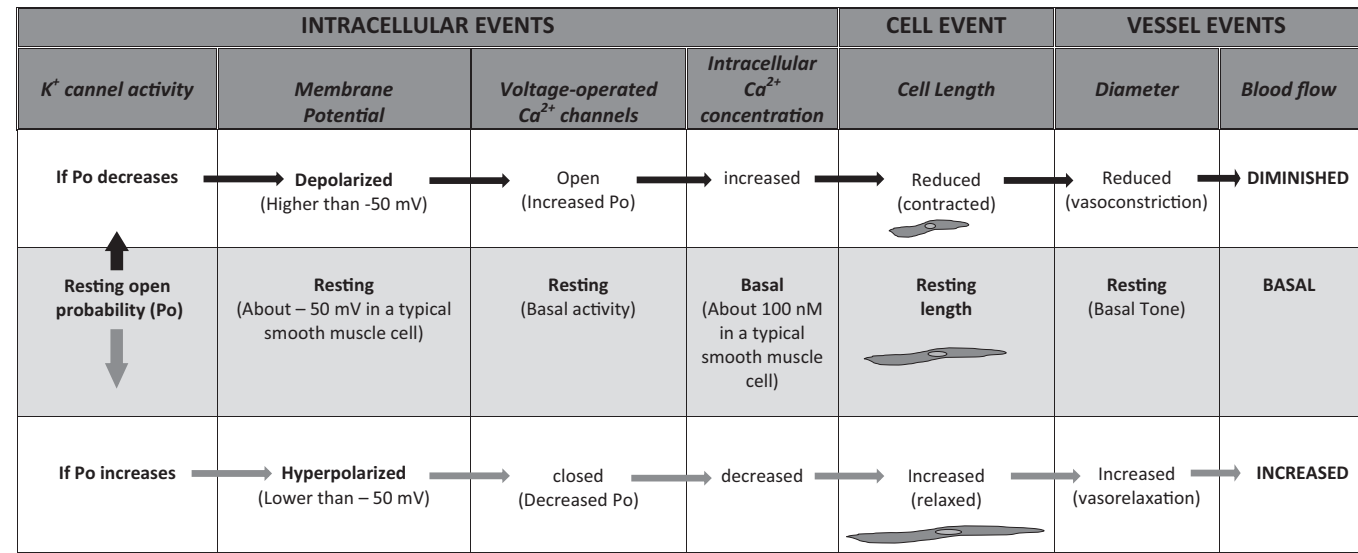 INTRACELLULAR EVENTS
CELL EVENT
VESSEL EVENTS
K⁺ cannel activity
Membrane
Potential
Voltage-operated
Ca²⁺ channels
Intracellular
Ca²⁺
concentration
Cell Length
Diameter
Blood flow
If Po decreases
Depolarized
(Higher than -50 mV)
Open
(Increased Po)
increased
Reduced
(contracted)
Reduced
(vasoconstriction)
DIMINISHED
Resting open
probability (Po)
Resting
(About – 50 mV in a typical
smooth muscle cell)
Resting
(Basal activity)
Basal
(About 100 nM
in a typical
smooth muscle
cell)
Resting
length
Resting
(Basal Tone)
BASAL
If Po increases
Hyperpolarized
(Lower than – 50 mV)
closed
(Decreased Po)
decreased
Increased
(relaxed)
Increased
(vasorelaxation)
INCREASED